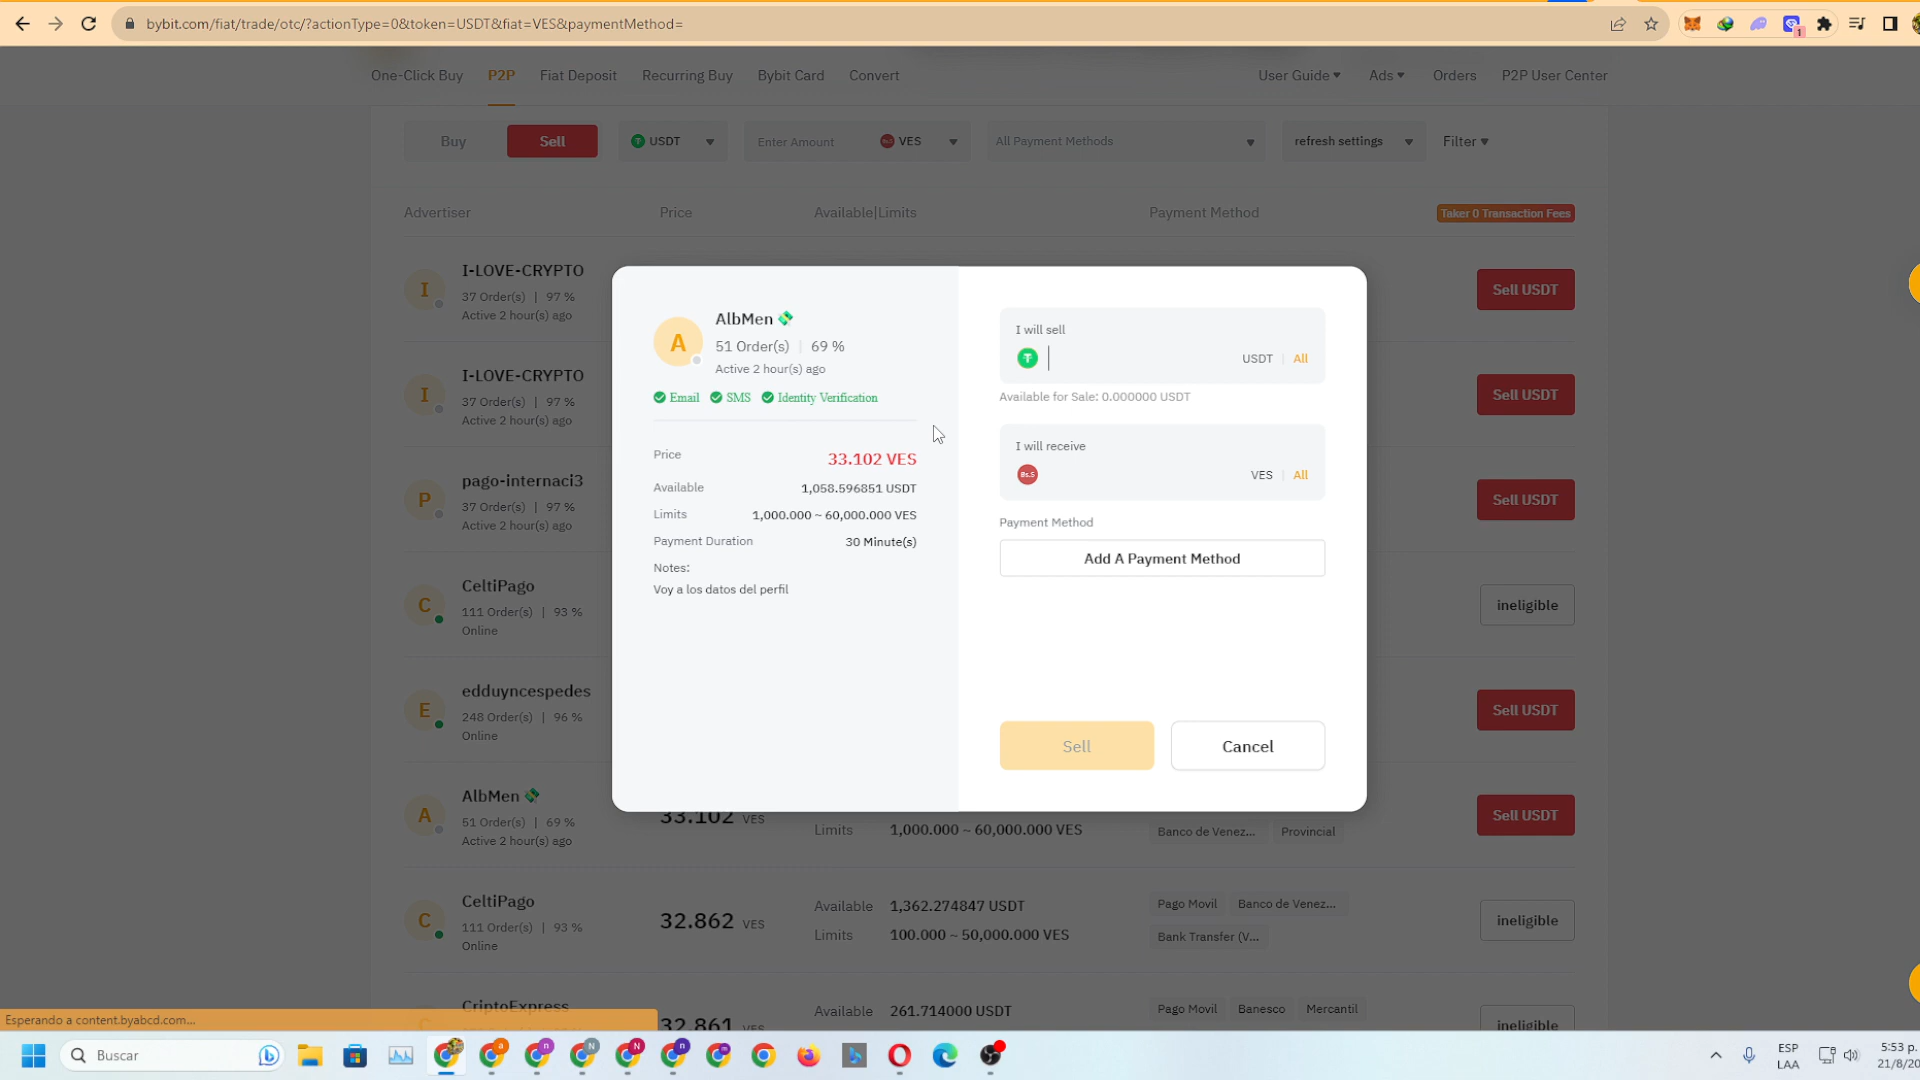 bybit.com/fiat/trade/otc/?actionType=0&token=USDT&fiat=VES&paymentMethod=
1
One-Click Buy P2P Fiat Deposit Recurring Buy Bybit Card Convert User Guide Ads Orders P2P User Center
Buy Sell USDT Enter Amount Bs.S VES All Payment Methods refresh settings Filter
Advertiser Price Available|Limits Payment Method Taker 0 Transaction Fees
I I-LOVE-CRYPTO
37 Order(s) | 97 %
Active 2 hour(s) ago
Sell USDT
I I-LOVE-CRYPTO
37 Order(s) | 97 %
Active 2 hour(s) ago
Sell USDT
P pago-internaci3
37 Order(s) | 97 %
Active 2 hour(s) ago
Sell USDT
C CeltiPago
111 Order(s) | 93 %
Online
ineligible
E edduyncespedes
248 Order(s) | 96 %
Online
Sell USDT
A AlbMen 💸
51 Order(s) | 69 %
Active 2 hour(s) ago
33.102 VES
Limits 1,000.000 ~ 60,000.000 VES
Banco de Venez... Provincial
Sell USDT
C CeltiPago
111 Order(s) | 93 %
Online
32.862 VES
Available 1,362.274847 USDT
Limits 100.000 ~ 50,000.000 VES
Pago Movil Banco de Venez...
Bank Transfer (V...
ineligible
CriptoExpress
32.861 VES
Available 261.714000 USDT
Pago Movil Banesco Mercantil
ineligible
A AlbMen 💸
51 Order(s) | 69 %
Active 2 hour(s) ago
Email SMS Identity Verification
Price 33.102 VES
Available 1,058.596851 USDT
Limits 1,000.000 ~ 60,000.000 VES
Payment Duration 30 Minute(s)
Notes:
Voy a los datos del perfil
I will sell
USDT | All
Available for Sale: 0.000000 USDT
I will receive
Bs.S VES | All
Payment Method
Add A Payment Method
Sell Cancel
Esperando a content.byabcd.com...
Buscar
ESP
LAA
5:53 p.
21/8/20